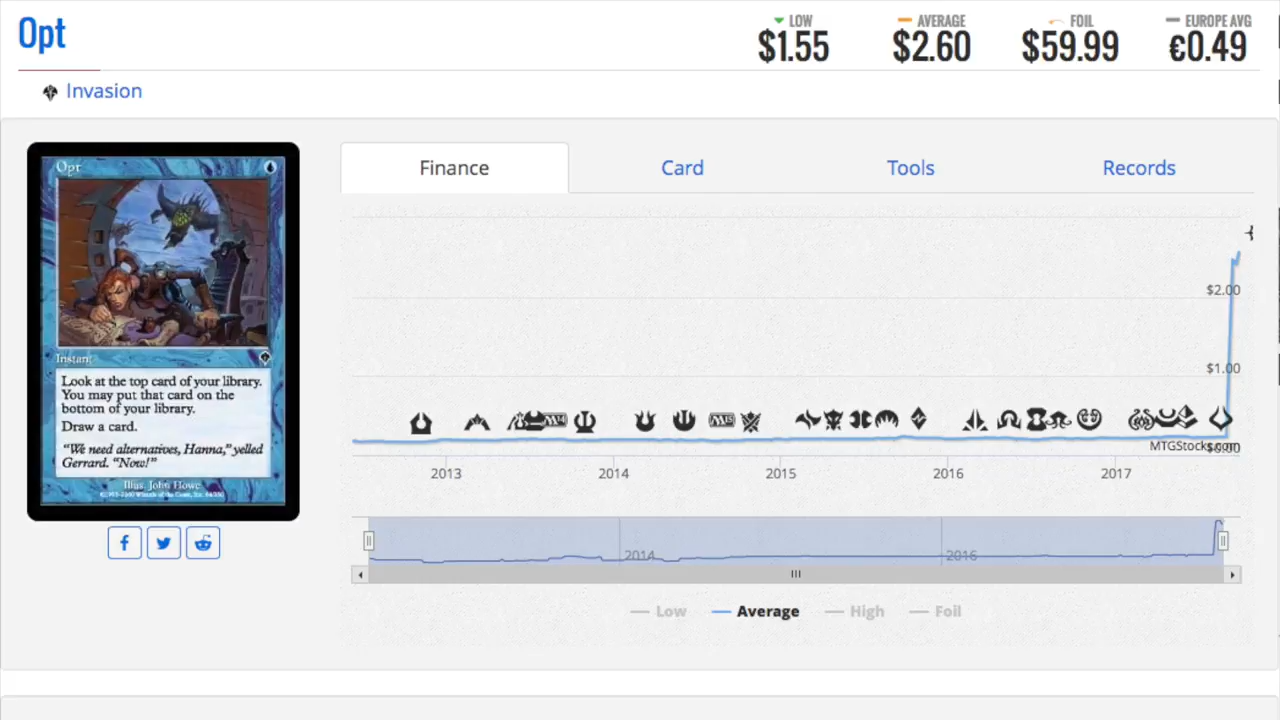 Opt
LOW
$1.55
AVERAGE
$2.60
FOIL
$59.99
EUROPE AVG
€0.49
Invasion
Opt
Instant
Look at the top card of your library.
You may put that card on the
bottom of your library.
Draw a card.
"We need alternatives, Hanna," yelled
Gerrard. "Now!"
Illus. John Howe
Finance
Card
Tools
Records
$2.00
$1.00
MTGStocks.com
$0.00
2013
2014
2015
2016
2017
2014
2016
Low
Average
High
Foil